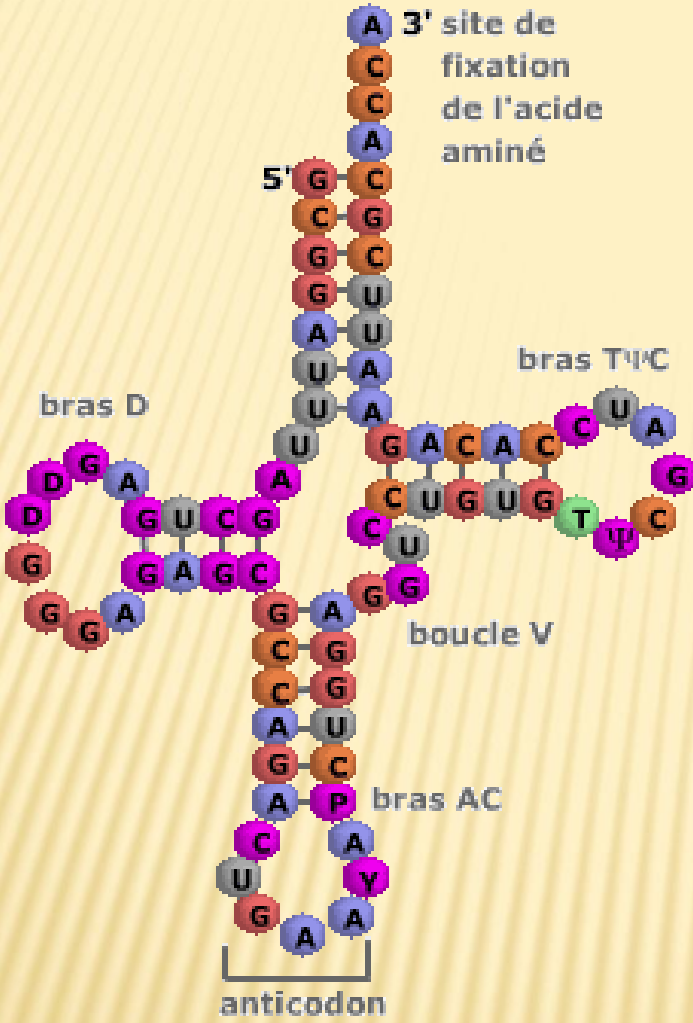 A 3' site de
C fixation
C de l'acide
A aminé
5' G C
C G
G C
G U
A U
U A
bras TΨC
bras D
U A
U G A C A C C U A G C Ψ T
A C U G U G
D D G A G U C G
D G G G A G A G C
C U G G
boucle V
G A
C G
C G
A U
G C
A P bras AC
C A
U Y
G A A
anticodon